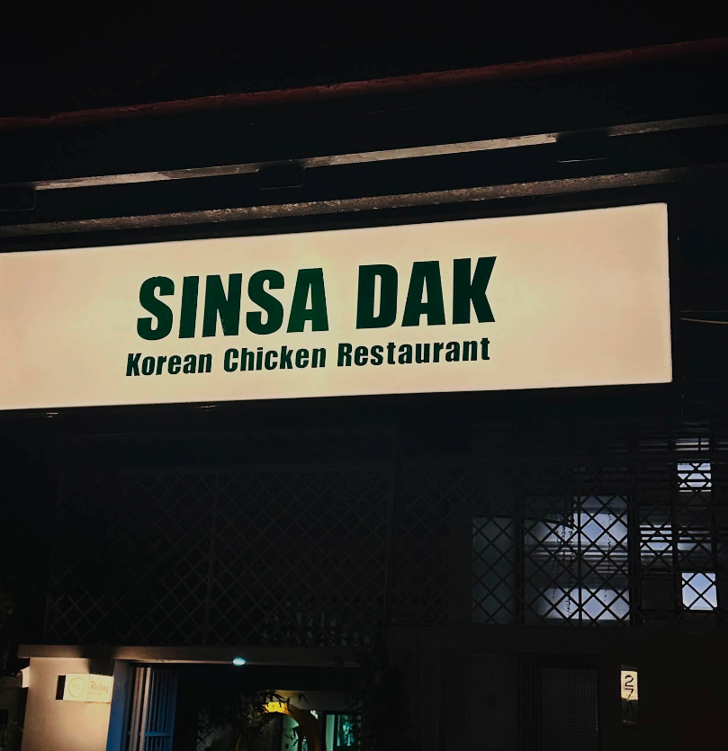 SINSA DAK
Korean Chicken Restaurant
27